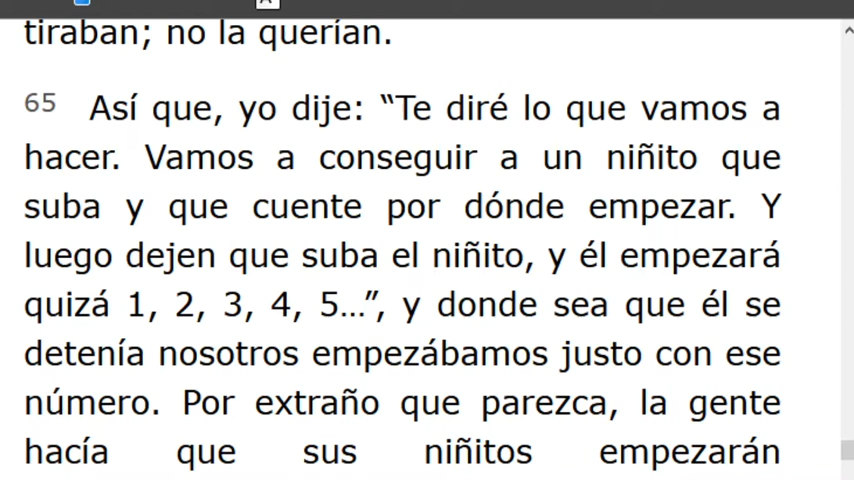 tiraban; no la querían.
65 Así que, yo dije: “Te diré lo que vamos a
hacer. Vamos a conseguir a un niñito que
suba y que cuente por dónde empezar. Y
luego dejen que suba el niñito, y él empezará
quizá 1, 2, 3, 4, 5…”, y donde sea que él se
detenía nosotros empezábamos justo con ese
número. Por extraño que parezca, la gente
hacía que sus niñitos empezarán